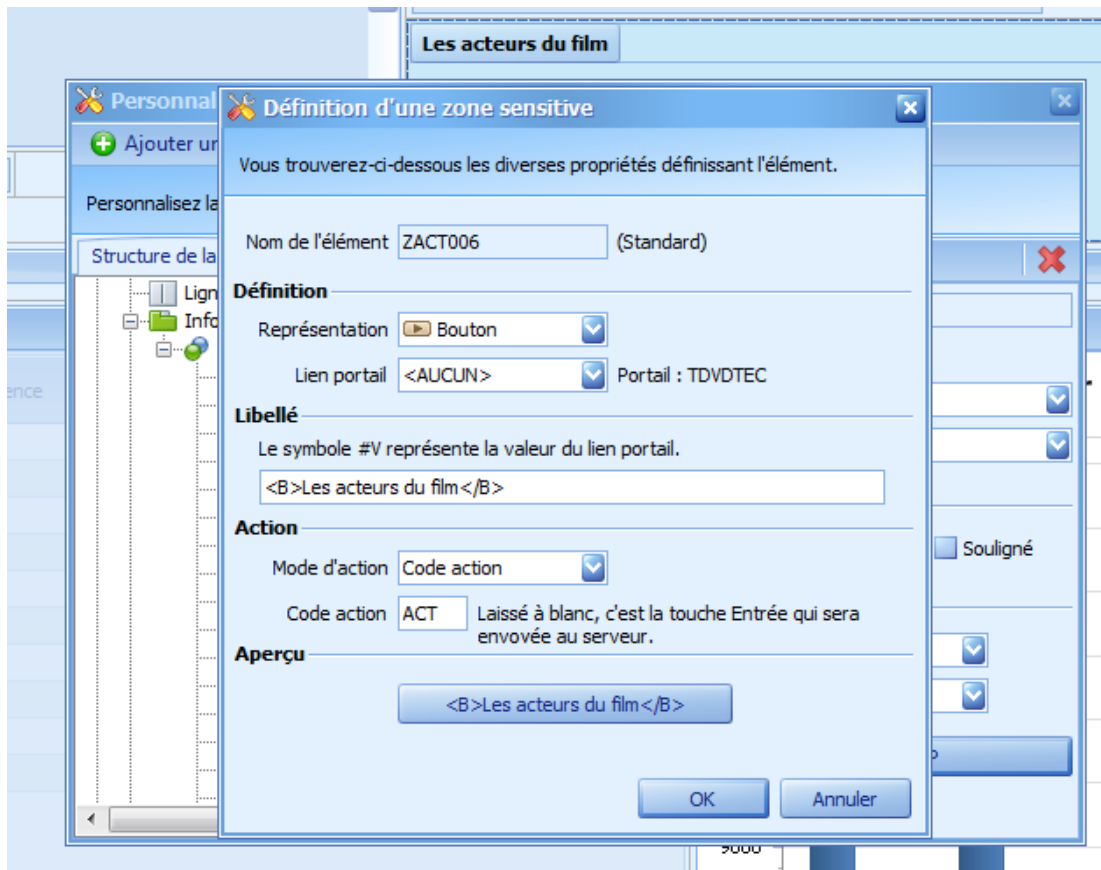 Les acteurs du film
Personnal
Définition d'une zone sensitive
Ajouter un
Vous trouverez-ci-dessous les diverses propriétés définissant l'élément.
Personnalisez la
Nom de l'élément ZACT006 (Standard)
Structure de la
Définition
Lign
Info
Représentation Bouton
Lien portail <AUCUN> Portail : TDVDTEC
ence
Libellé
Le symbole #V représente la valeur du lien portail.
<B>Les acteurs du film</B>
Action
Souligné
Mode d'action Code action
Code action ACT Laissé à blanc, c'est la touche Entrée qui sera
envoyée au serveur.
Aperçu
<B>Les acteurs du film</B>
OK Annuler
9000